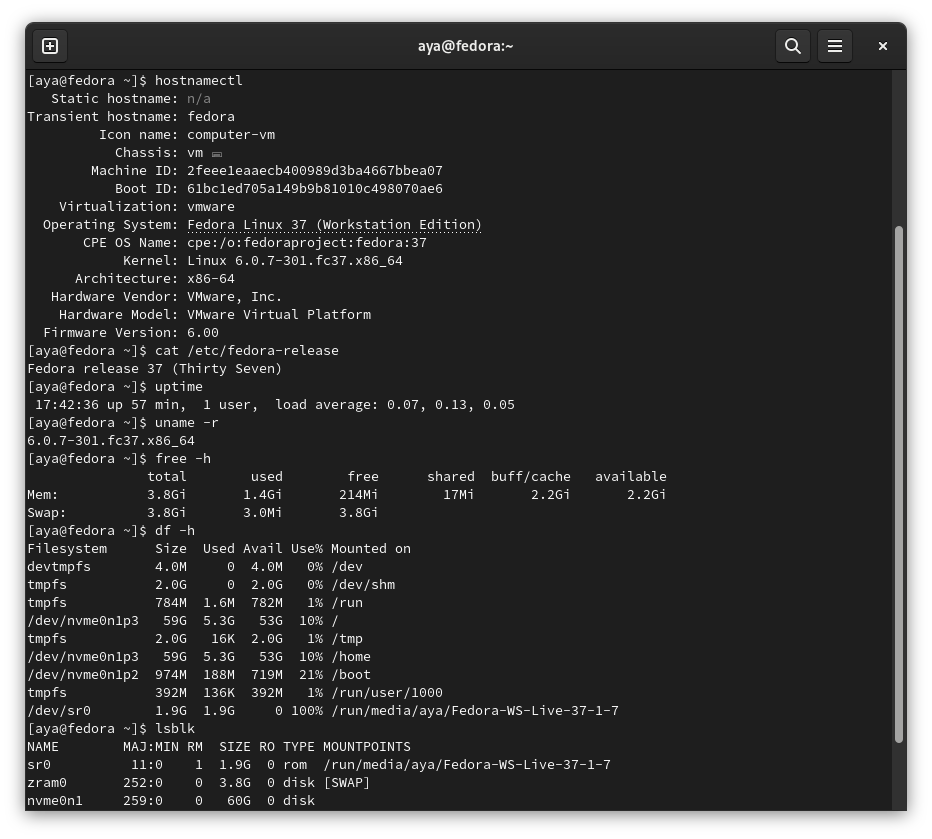 aya@fedora:~
[aya@fedora ~]$ hostnamectl
   Static hostname: n/a
Transient hostname: fedora
         Icon name: computer-vm
           Chassis: vm 🖴
        Machine ID: 2feee1eaaecb400989d3ba4667bbea07
           Boot ID: 61bc1ed705a149b9b81010c498070ae6
    Virtualization: vmware
  Operating System: Fedora Linux 37 (Workstation Edition)
       CPE OS Name: cpe:/o:fedoraproject:fedora:37
            Kernel: Linux 6.0.7-301.fc37.x86_64
      Architecture: x86-64
   Hardware Vendor: VMware, Inc.
    Hardware Model: VMware Virtual Platform
  Firmware Version: 6.00
[aya@fedora ~]$ cat /etc/fedora-release
Fedora release 37 (Thirty Seven)
[aya@fedora ~]$ uptime
 17:42:36 up 57 min,  1 user,  load average: 0.07, 0.13, 0.05
[aya@fedora ~]$ uname -r
6.0.7-301.fc37.x86_64
[aya@fedora ~]$ free -h
               total        used        free      shared  buff/cache   available
Mem:           3.8Gi       1.4Gi       214Mi        17Mi       2.2Gi       2.2Gi
Swap:          3.8Gi       3.0Mi       3.8Gi
[aya@fedora ~]$ df -h
Filesystem      Size  Used Avail Use% Mounted on
devtmpfs        4.0M     0  4.0M   0% /dev
tmpfs           2.0G     0  2.0G   0% /dev/shm
tmpfs           784M  1.6M  782M   1% /run
/dev/nvme0n1p3   59G  5.3G   53G  10% /
tmpfs           2.0G   16K  2.0G   1% /tmp
/dev/nvme0n1p3   59G  5.3G   53G  10% /home
/dev/nvme0n1p2  974M  188M  719M  21% /boot
tmpfs           392M  136K  392M   1% /run/user/1000
/dev/sr0        1.9G  1.9G     0 100% /run/media/aya/Fedora-WS-Live-37-1-7
[aya@fedora ~]$ lsblk
NAME        MAJ:MIN RM  SIZE RO TYPE MOUNTPOINTS
sr0          11:0    1  1.9G  0 rom  /run/media/aya/Fedora-WS-Live-37-1-7
zram0       252:0    0  3.8G  0 disk [SWAP]
nvme0n1     259:0    0   60G  0 disk